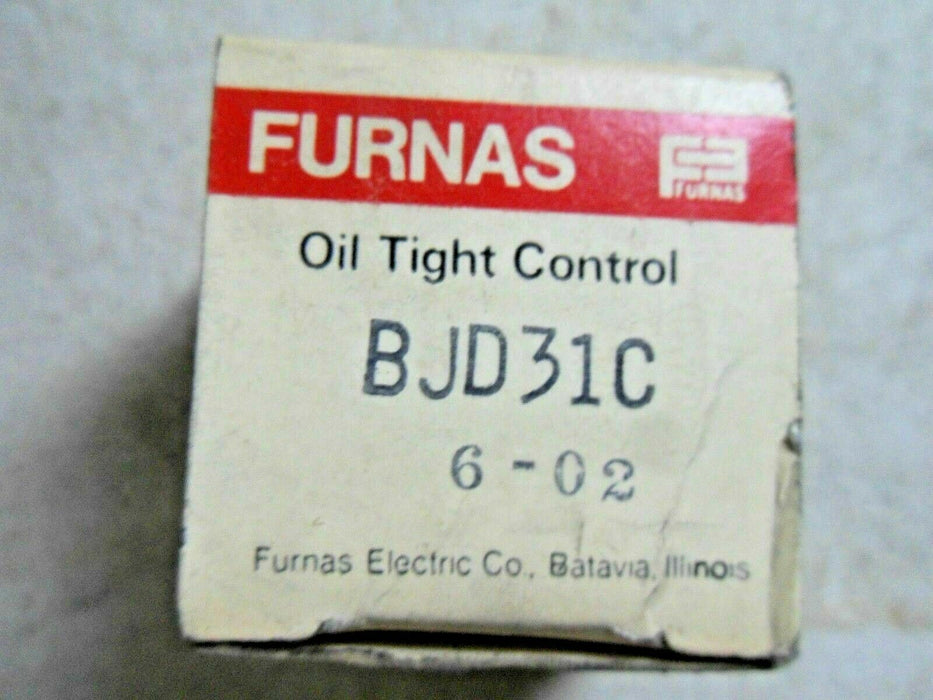 FURNAS
FURNAS
Oil Tight Control
BJD31C
6-02
Furnas Electric Co., Batavia, Illinois